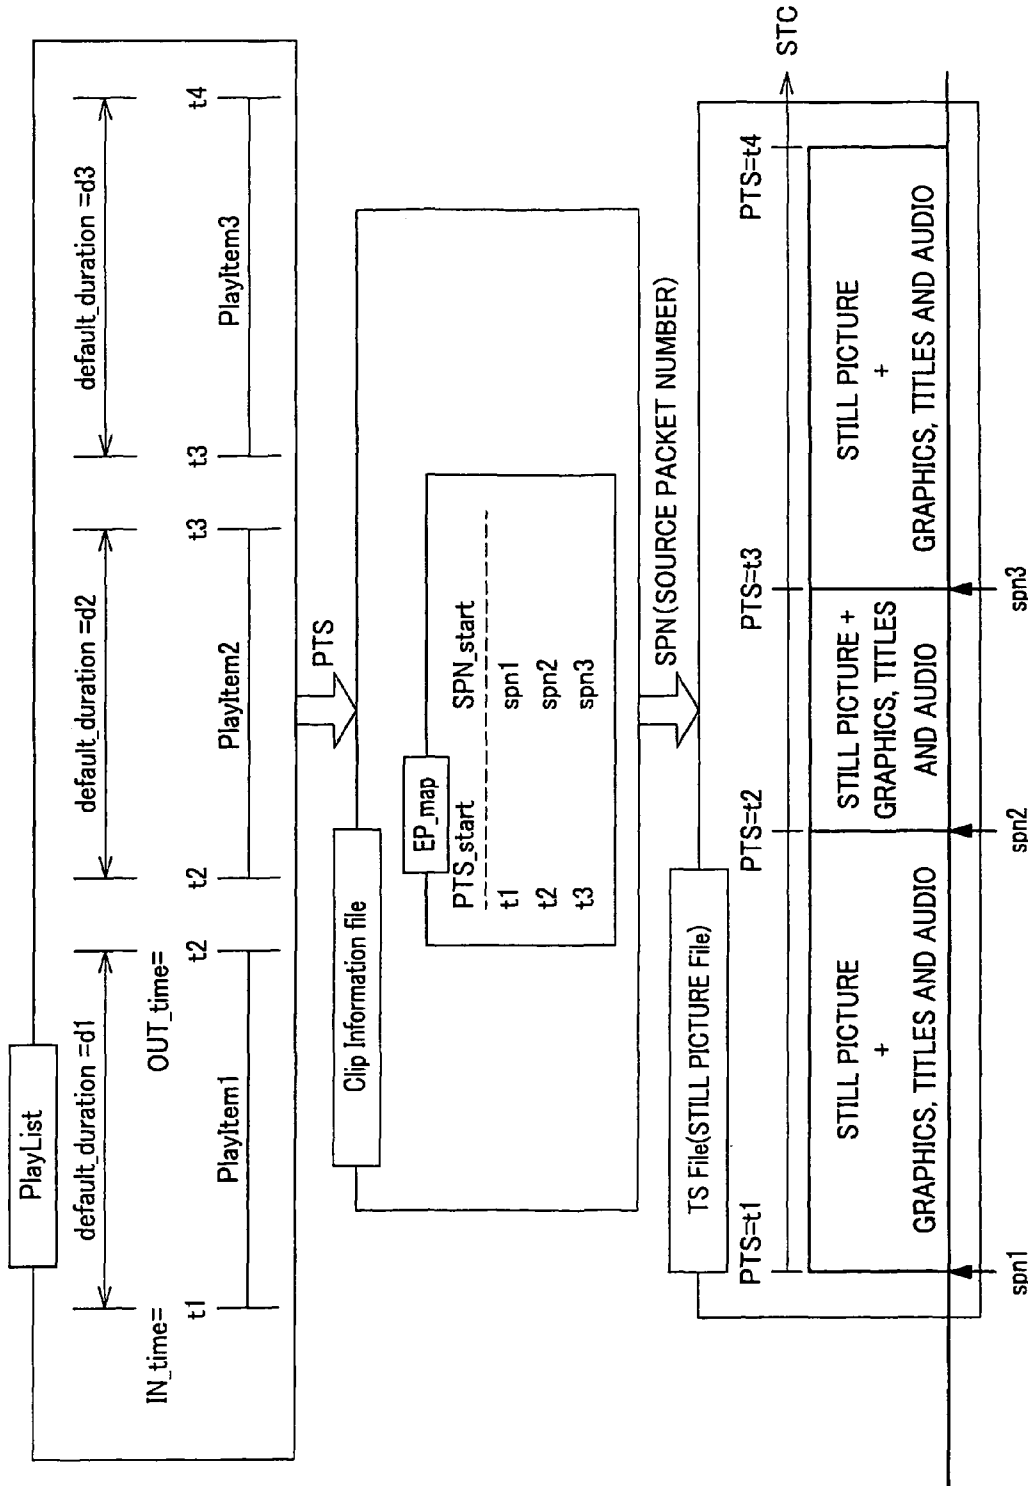 PlayList
default_duration =d1
default_duration =d2
default_duration =d3
IN_time=
OUT_time=
t1
t2
t2
t3
t3
t4
PlayItem1
PlayItem2
PlayItem3
PTS
Clip Information file
EP_map
PTS_start
SPN_start
t1
spn1
t2
spn2
t3
spn3
SPN(SOURCE PACKET NUMBER)
TS File(STILL PICTURE File)
PTS=t1
PTS=t2
PTS=t3
PTS=t4
STC
STILL PICTURE
+
GRAPHICS, TITLES AND AUDIO
STILL PICTURE +
GRAPHICS, TITLES
AND AUDIO
STILL PICTURE
+
GRAPHICS, TITLES AND AUDIO
spn1
spn2
spn3